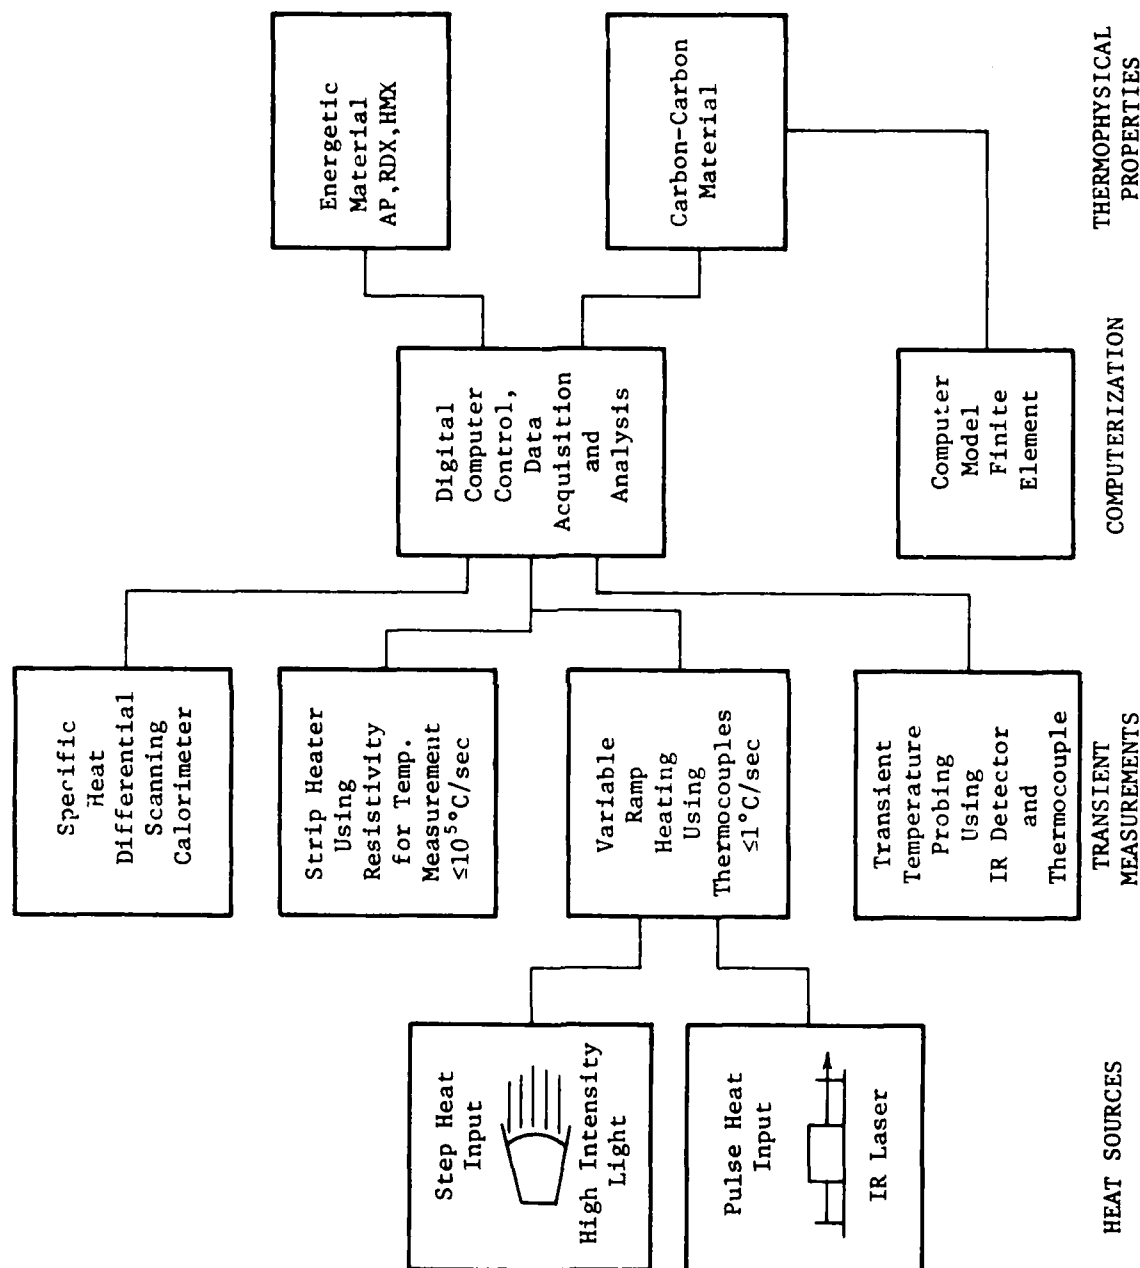 Step Heat
Input
High Intensity
Light
Pulse Heat
Input
IR Laser
HEAT SOURCES
Specific
Heat
Differential
Scanning
Calorimeter
Strip Heater
Using
Resistivity
for Temp.
Measurement
≤10⁵°C/sec
Variable
Ramp
Heating
Using
Thermocouples
≤1°C/sec
Transient
Temperature
Probing
Using
IR Detector
and
Thermocouple
TRANSIENT
MEASUREMENTS
Digital
Computer
Control,
Data
Acquisition
and
Analysis
Computer
Model
Finite
Element
COMPUTERIZATION
Energetic
Material
AP,RDX,HMX
Carbon-Carbon
Material
THERMOPHYSICAL
PROPERTIES